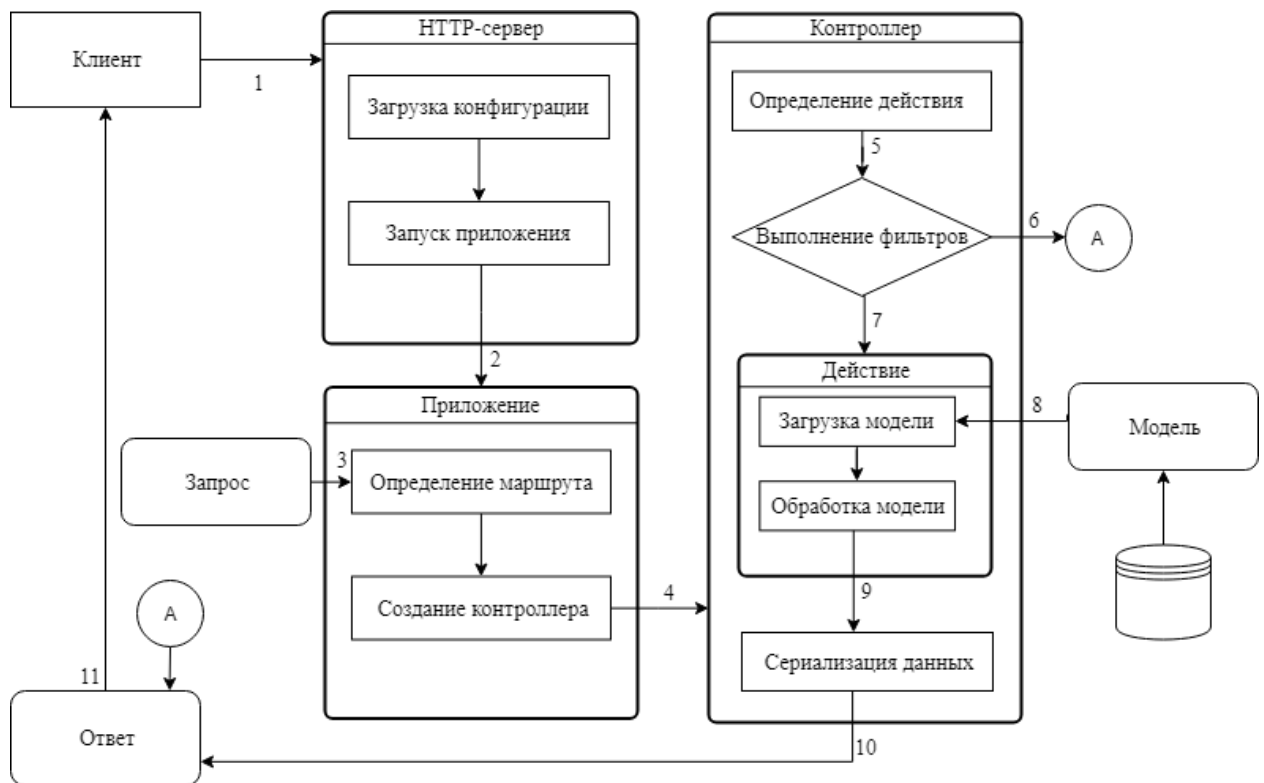 Клиент
1
HTTP-сервер
Загрузка конфигурации
Запуск приложения
2
Приложение
Запрос
3
Определение маршрута
Создание контроллера
4
Контроллер
Определение действия
5
Выполнение фильтров
6
A
7
Действие
Загрузка модели
8
Модель
Обработка модели
9
Сериализация данных
10
A
11
Ответ